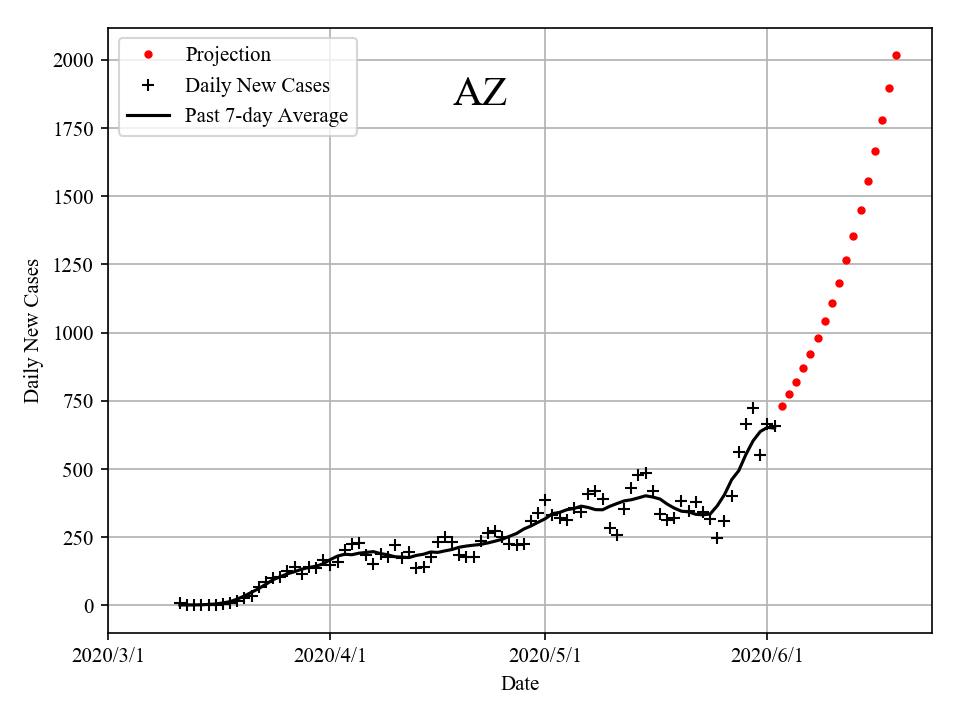 Projection
Daily New Cases
Past 7-day Average
AZ
2000
1750
1500
1250
1000
750
500
250
0
Daily New Cases
2020/3/1
2020/4/1
2020/5/1
2020/6/1
Date